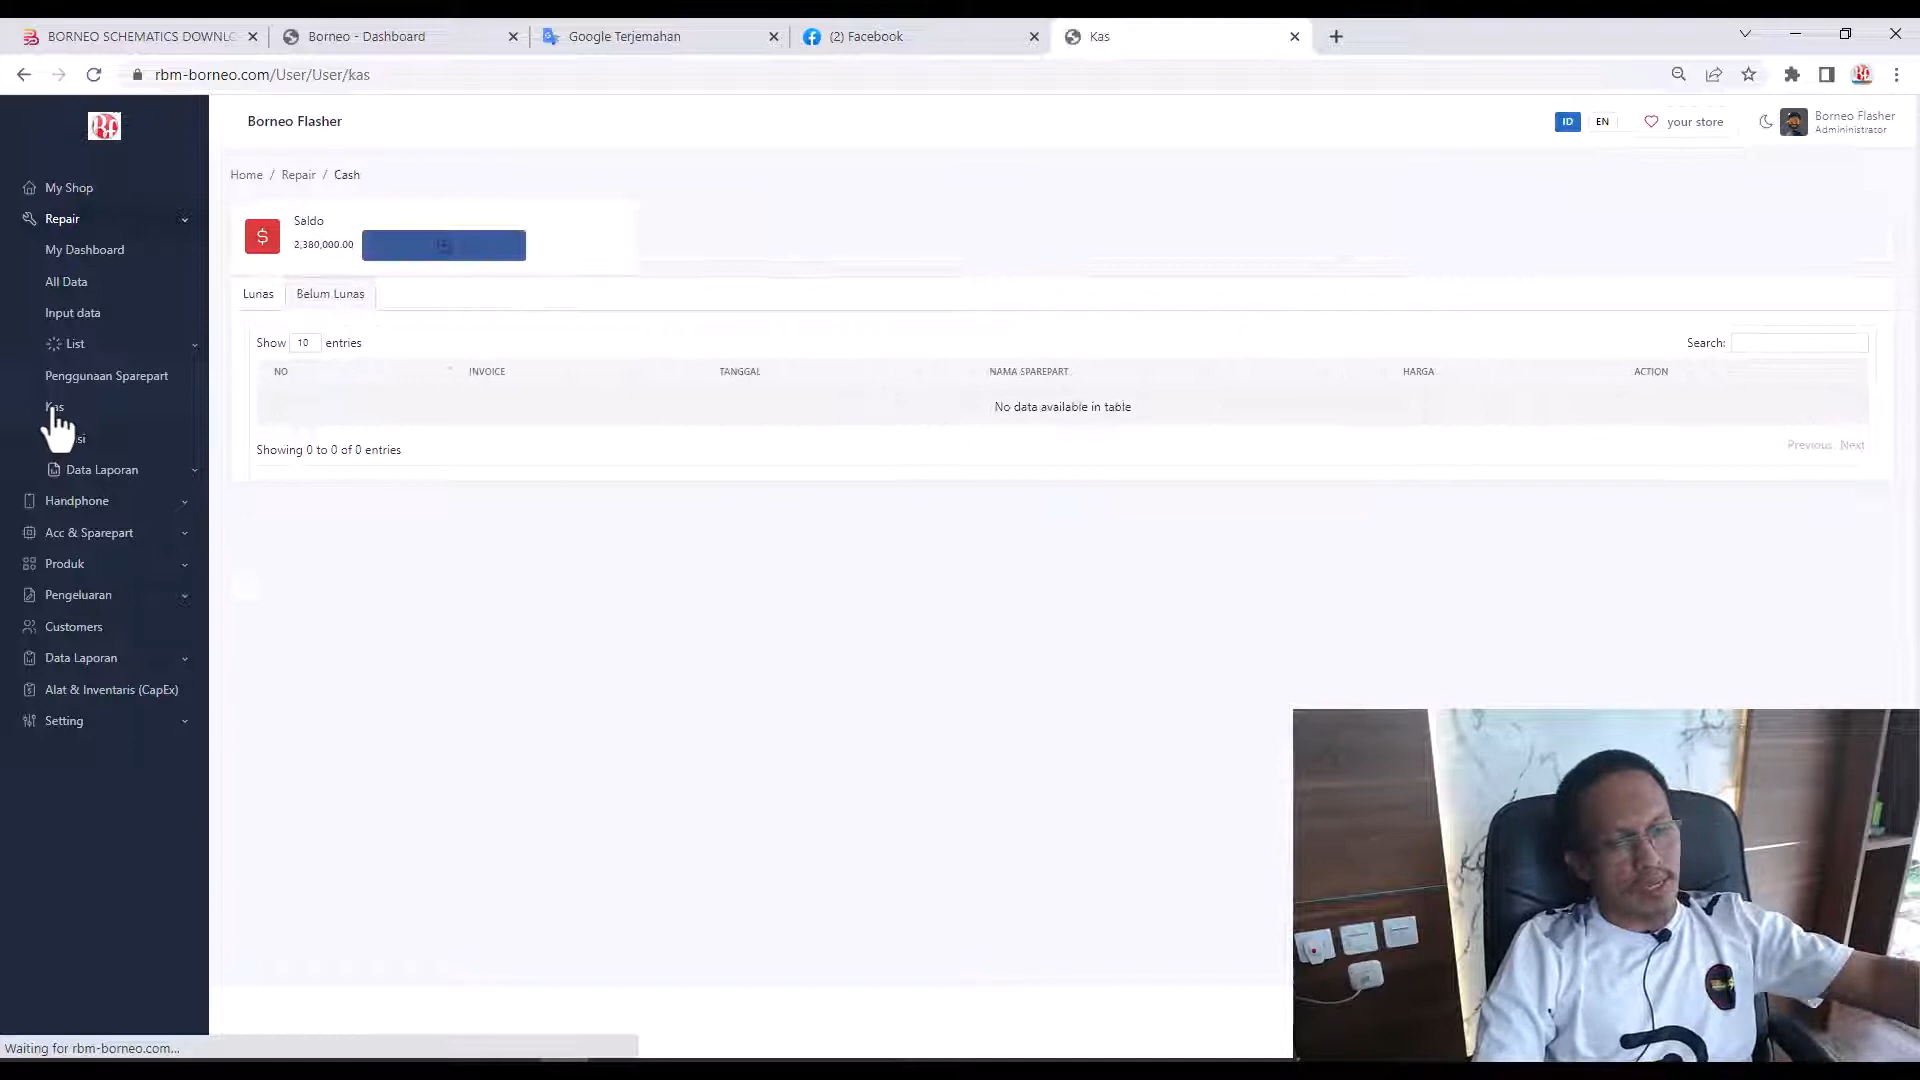 BORNEO SCHEMATICS DOWNLO
Borneo - Dashboard
Google Terjemahan
(2) Facebook
Kas
rbm-borneo.com/User/User/kas
Borneo Flasher
ID
EN
your store
Borneo Flasher
Admininistrator
My Shop
Repair
My Dashboard
All Data
Input data
List
Penggunaan Sparepart
Kas
Data Laporan
Handphone
Acc & Sparepart
Produk
Pengeluaran
Customers
Data Laporan
Alat & Inventaris (CapEx)
Setting
Home / Repair / Cash
Saldo
2,380,000.00
Lunas
Belum Lunas
Show 10 entries
Search:
NO INVOICE TANGGAL NAMA SPAREPART HARGA ACTION
No data available in table
Showing 0 to 0 of 0 entries
Previous Next
Waiting for rbm-borneo.com...